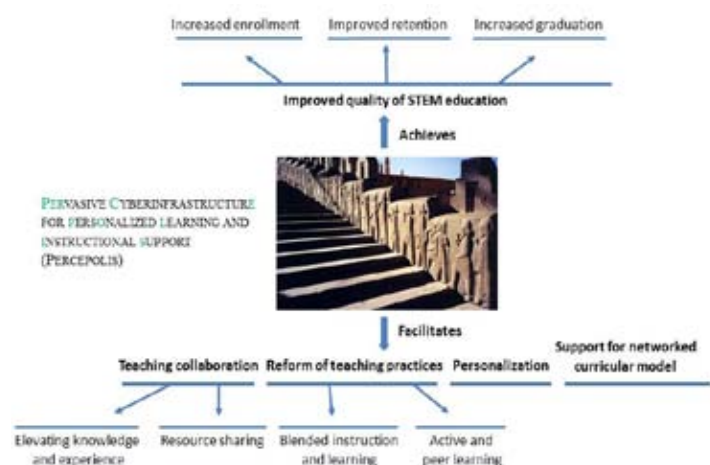 Increased enrollment
Improved retention
Increased graduation
Improved quality of STEM education
Achieves
PERVASIVE CYBERINFRASTRUCTURE
FOR PERSONALIZED LEARNING AND
INSTRUCTIONAL SUPPORT
(PERCEPOLIS)
Facilitates
Teaching collaboration
Reform of teaching practices
Personalization
Support for networked
curricular model
Elevating knowledge
and experience
Resource sharing
Blended instruction
and learning
Active and
peer learning